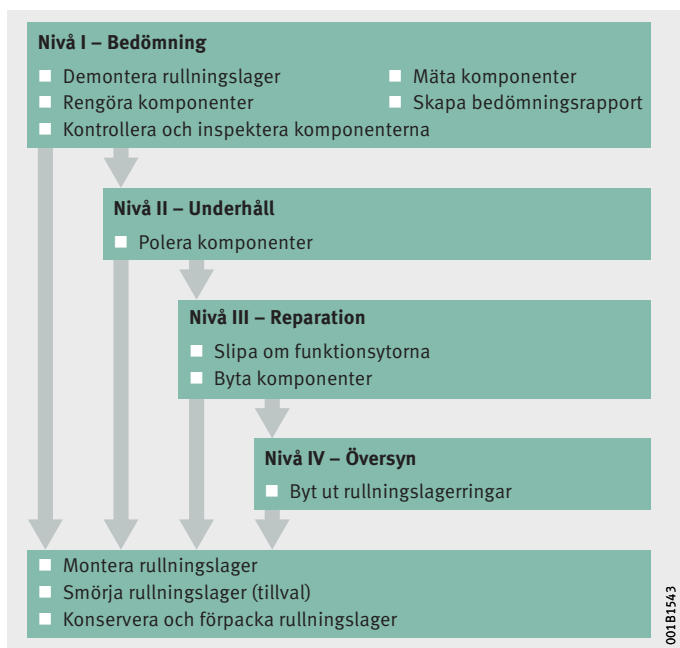 Nivå I – Bedömning
Demontera rullningslager
Mäta komponenter
Rengöra komponenter
Skapa bedömningsrapport
Kontrollera och inspektera komponenterna
Nivå II – Underhåll
Polera komponenter
Nivå III – Reparation
Slipa om funktionsytorna
Byta komponenter
Nivå IV – Översyn
Byt ut rullningslagerringar
Montera rullningslager
Smörja rullningslager (tillval)
Konservera och förpacka rullningslager
001B1543